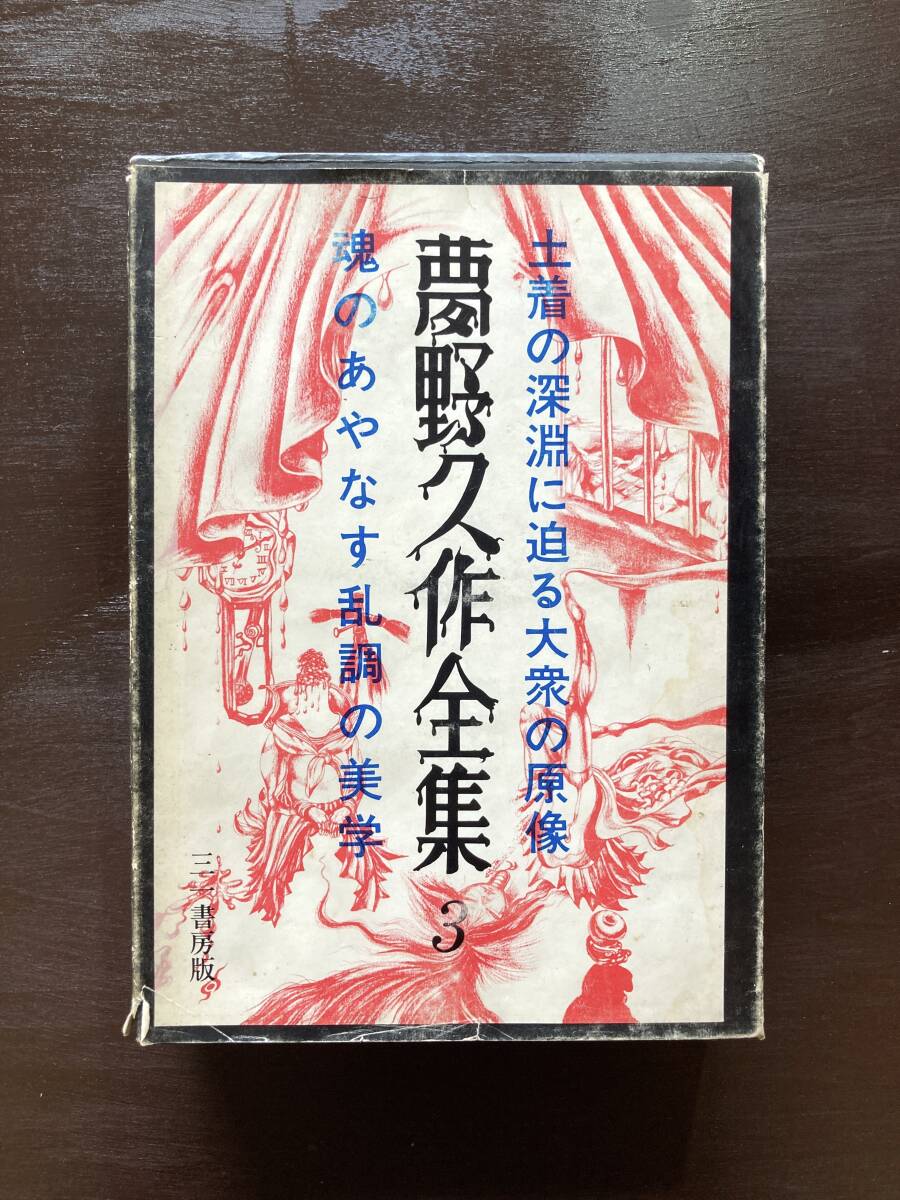 土着の深淵に迫る大衆の原像
夢野久作全集3
魂のあやなす乱調の美学
三一書房版